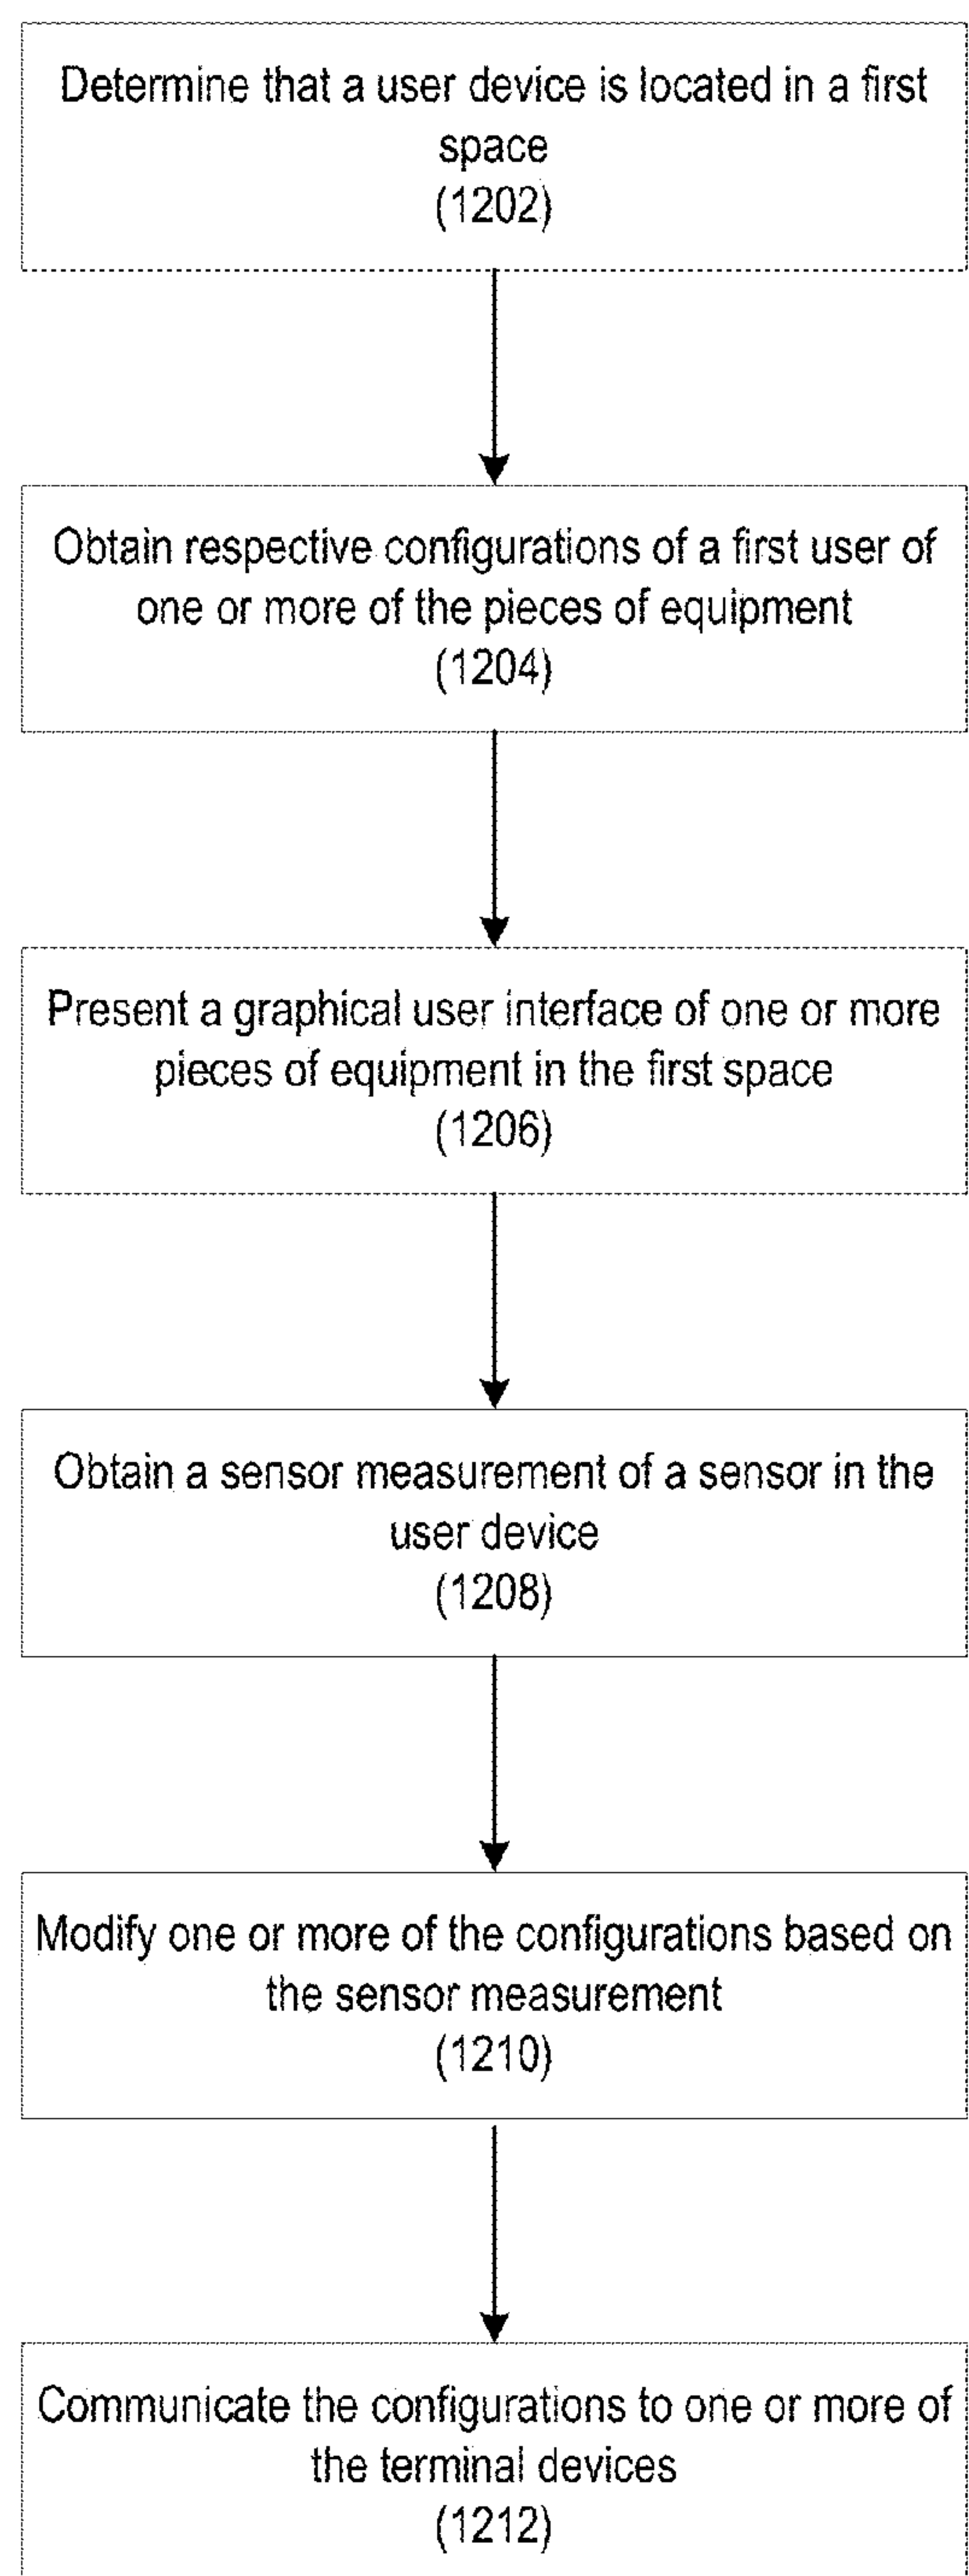 Determine that a user device is located in a first
space
(1202)
Obtain respective configurations of a first user of
one or more of the pieces of equipment
(1204)
Present a graphical user interface of one or more
pieces of equipment in the first space
(1206)
Obtain a sensor measurement of a sensor in the
user device
(1208)
Modify one or more of the configurations based on
the sensor measurement
(1210)
Communicate the configurations to one or more of
the terminal devices
(1212)